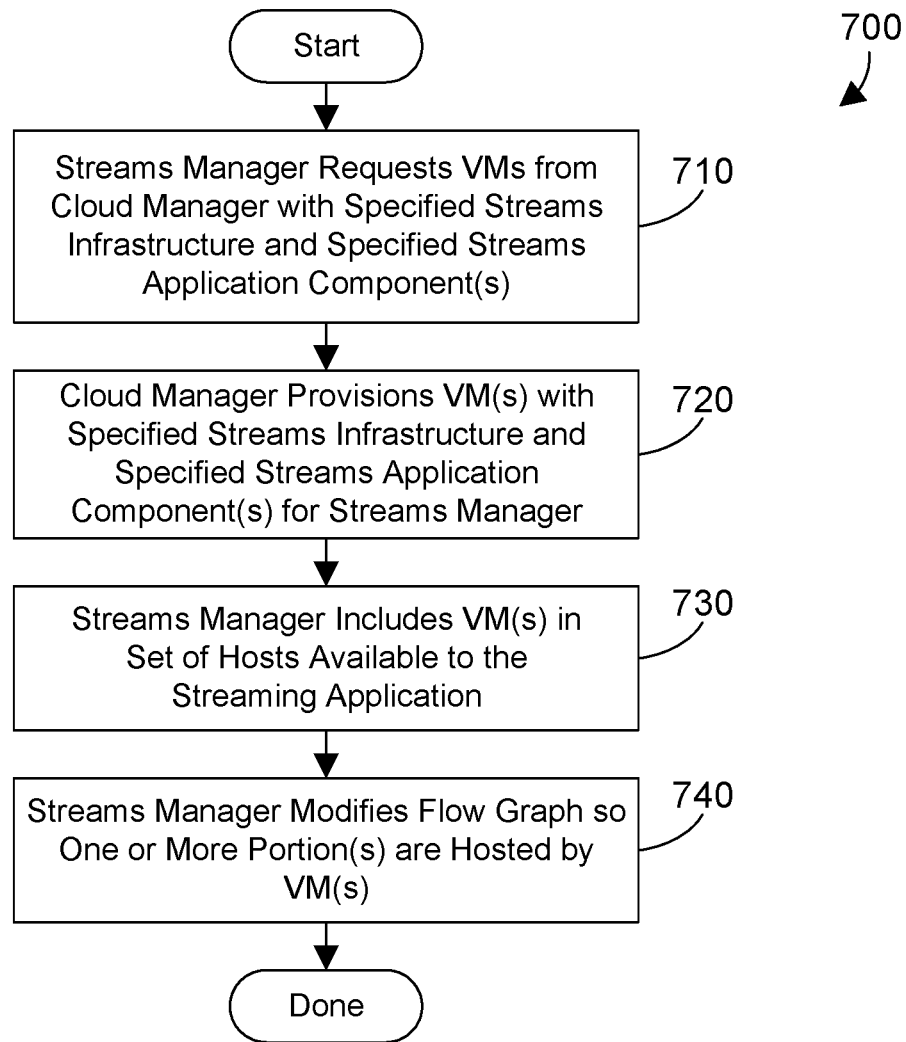 Start
700
Streams Manager Requests VMs from
Cloud Manager with Specified Streams
Infrastructure and Specified Streams
Application Component(s)
710
Cloud Manager Provisions VM(s) with
Specified Streams Infrastructure and
Specified Streams Application
Component(s) for Streams Manager
720
Streams Manager Includes VM(s) in
Set of Hosts Available to the
Streaming Application
730
Streams Manager Modifies Flow Graph so
One or More Portion(s) are Hosted by
VM(s)
740
Done